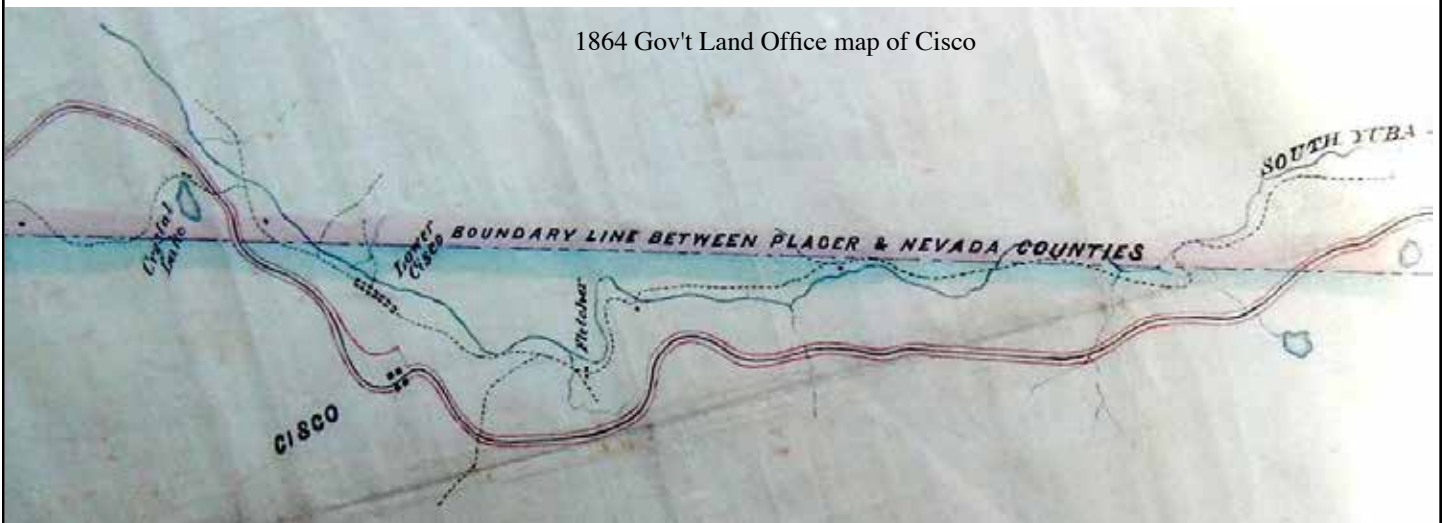 1864 Gov't Land Office map of Cisco
SOUTH YUBA
Crystal
Lake
Lower
Cisco
BOUNDARY LINE BETWEEN PLACER & NEVADA COUNTIES
Fletcher
CISCO